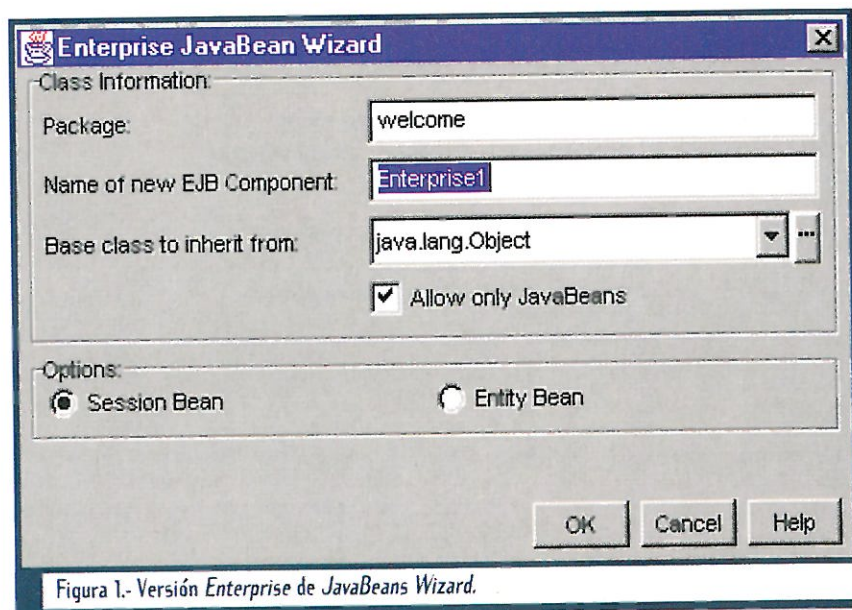 Enterprise JavaBean Wizard
Class Information:
Package: welcome
Name of new EJB Component: Enterprise1
Base class to inherit from: java.lang.Object ...
Allow only JavaBeans
Options:
Session Bean Entity Bean
OK Cancel Help
Figura 1.- Versión Enterprise de JavaBeans Wizard.